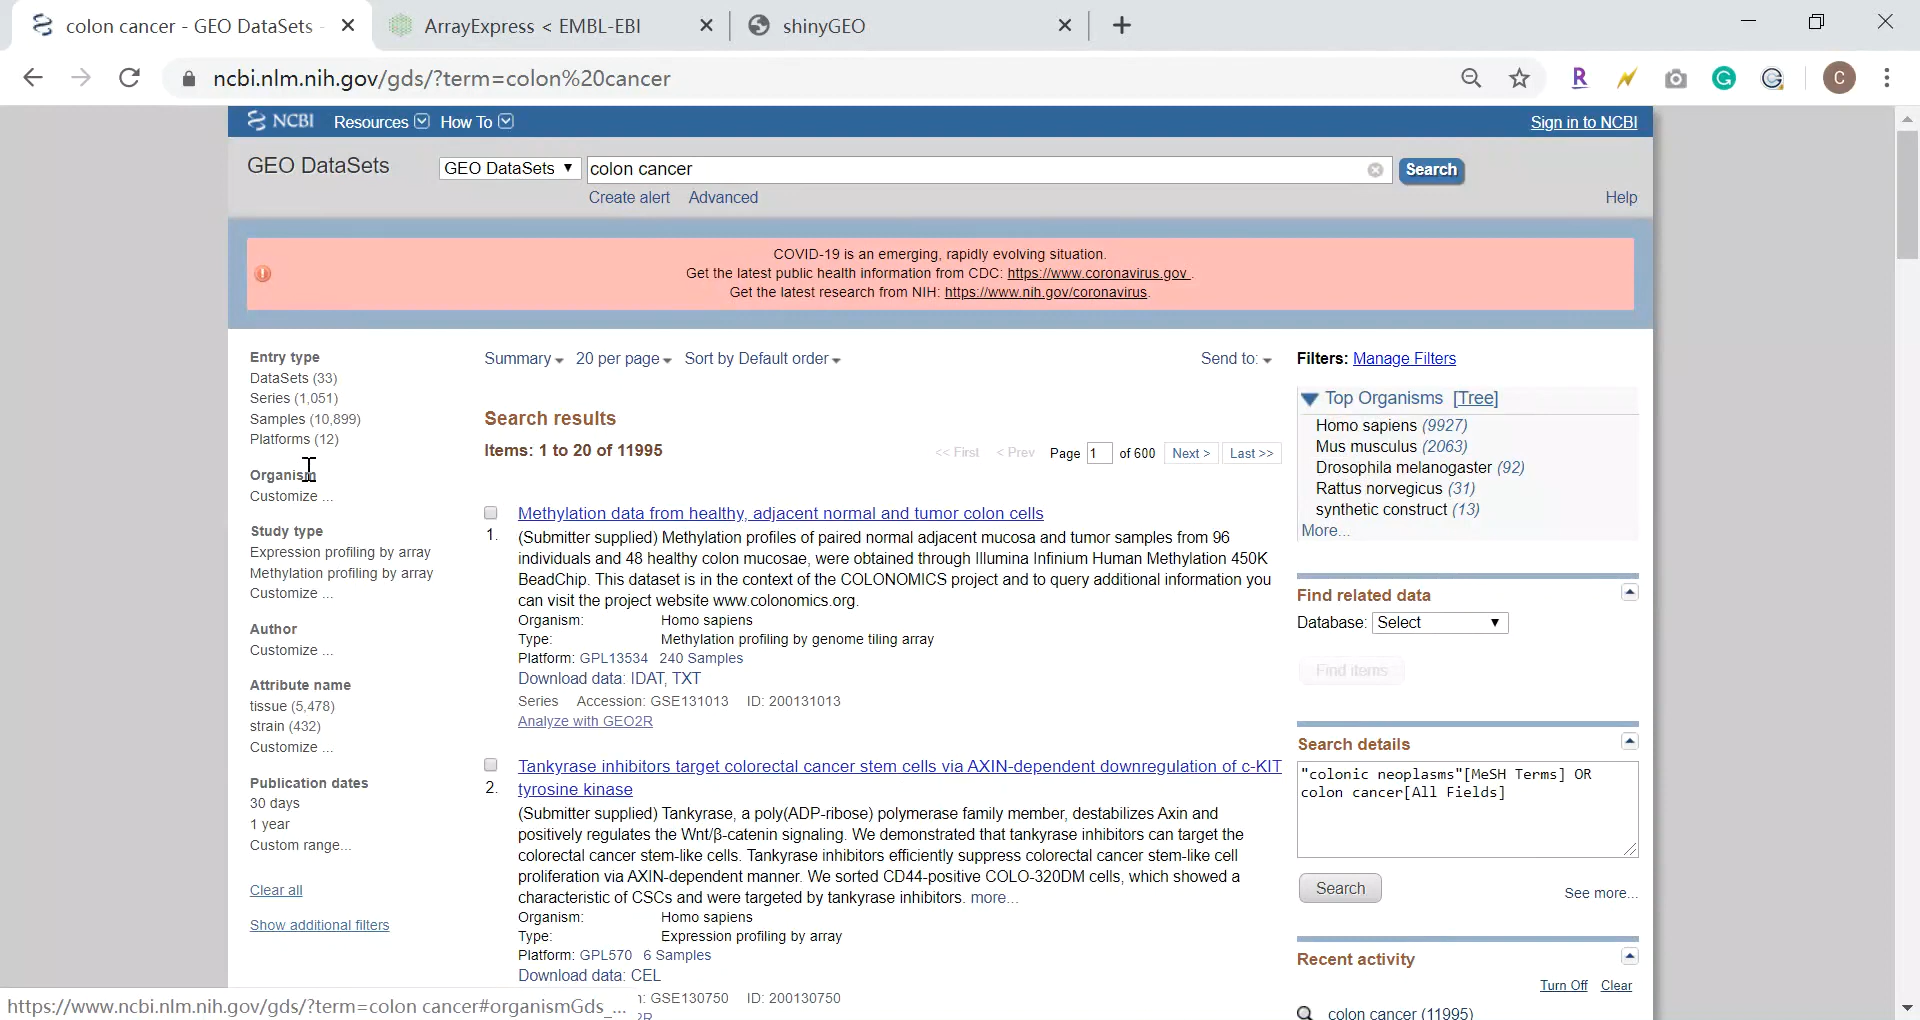 colon cancer - GEO DataSets -
ArrayExpress < EMBL-EBI
shinyGEO
ncbi.nlm.nih.gov/gds/?term=colon%20cancer
C
NCBI Resources How To
Sign in to NCBI
GEO DataSets
GEO DataSets
colon cancer
Search
Create alert Advanced
Help
COVID-19 is an emerging, rapidly evolving situation.
Get the latest public health information from CDC: https://www.coronavirus.gov .
Get the latest research from NIH: https://www.nih.gov/coronavirus.
Entry type
DataSets (33)
Series (1,051)
Samples (10,899)
Platforms (12)
Organism
Customize ...
Study type
Expression profiling by array
Methylation profiling by array
Customize ...
Author
Customize ...
Attribute name
tissue (5,478)
strain (432)
Customize ...
Publication dates
30 days
1 year
Custom range...
Clear all
Show additional filters
Summary 20 per page Sort by Default order
Send to:
Search results
Items: 1 to 20 of 11995
<< First < Prev Page 1 of 600 Next > Last >>
Methylation data from healthy, adjacent normal and tumor colon cells
1. (Submitter supplied) Methylation profiles of paired normal adjacent mucosa and tumor samples from 96
individuals and 48 healthy colon mucosae, were obtained through Illumina Infinium Human Methylation 450K
BeadChip. This dataset is in the context of the COLONOMICS project and to query additional information you
can visit the project website www.colonomics.org.
Organism: Homo sapiens
Type: Methylation profiling by genome tiling array
Platform: GPL13534 240 Samples
Download data: IDAT, TXT
Series Accession: GSE131013 ID: 200131013
Analyze with GEO2R
Tankyrase inhibitors target colorectal cancer stem cells via AXIN-dependent downregulation of c-KIT
2. tyrosine kinase
(Submitter supplied) Tankyrase, a poly(ADP-ribose) polymerase family member, destabilizes Axin and
positively regulates the Wnt/β-catenin signaling. We demonstrated that tankyrase inhibitors can target the
colorectal cancer stem-like cells. Tankyrase inhibitors efficiently suppress colorectal cancer stem-like cell
proliferation via AXIN-dependent manner. We sorted CD44-positive COLO-320DM cells, which showed a
characteristic of CSCs and were targeted by tankyrase inhibitors. more...
Organism: Homo sapiens
Type: Expression profiling by array
Platform: GPL570 6 Samples
Download data: CEL
: GSE130750 ID: 200130750
2R
Filters: Manage Filters
Top Organisms [Tree]
Homo sapiens (9927)
Mus musculus (2063)
Drosophila melanogaster (92)
Rattus norvegicus (31)
synthetic construct (13)
More...
Find related data
Database: Select
Find items
Search details
"colonic neoplasms"[MeSH Terms] OR
colon cancer[All Fields]
Search
See more...
Recent activity
Turn Off Clear
colon cancer (11995)
https://www.ncbi.nlm.nih.gov/gds/?term=colon cancer#organismGds_...